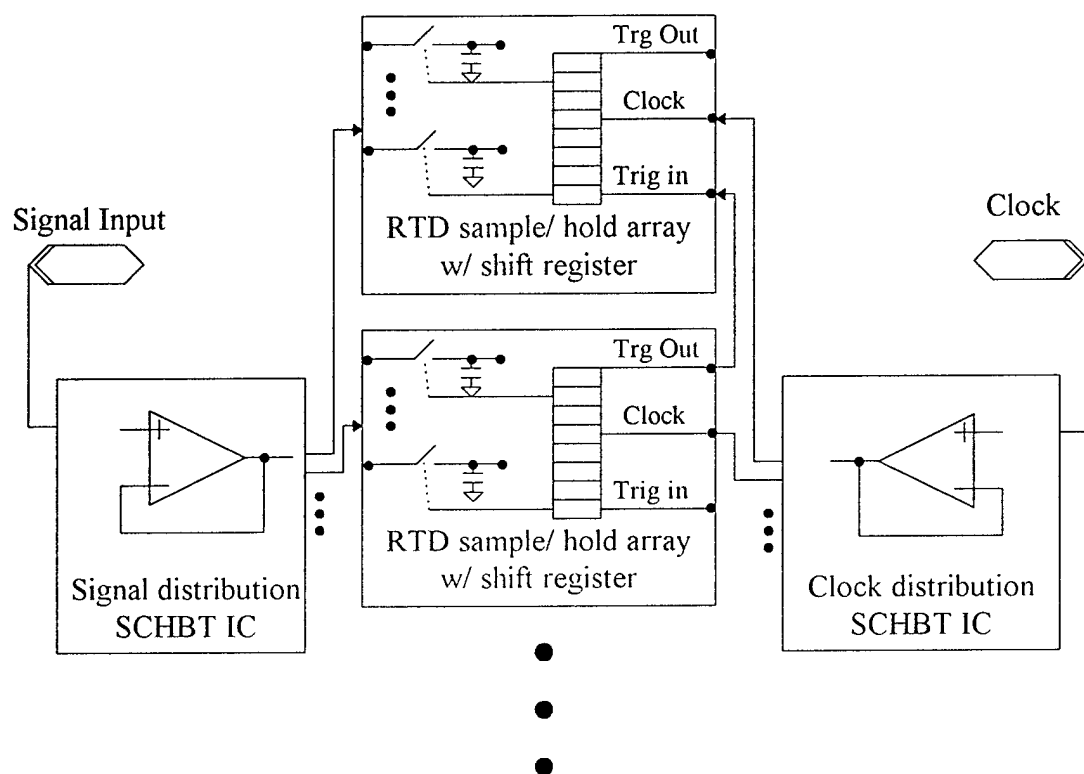 Trg Out
Clock
Trig in
RTD sample/ hold array
w/ shift register
Signal Input
Clock
Trg Out
Clock
Trig in
RTD sample/ hold array
w/ shift register
Signal distribution
SCHBT IC
Clock distribution
SCHBT IC